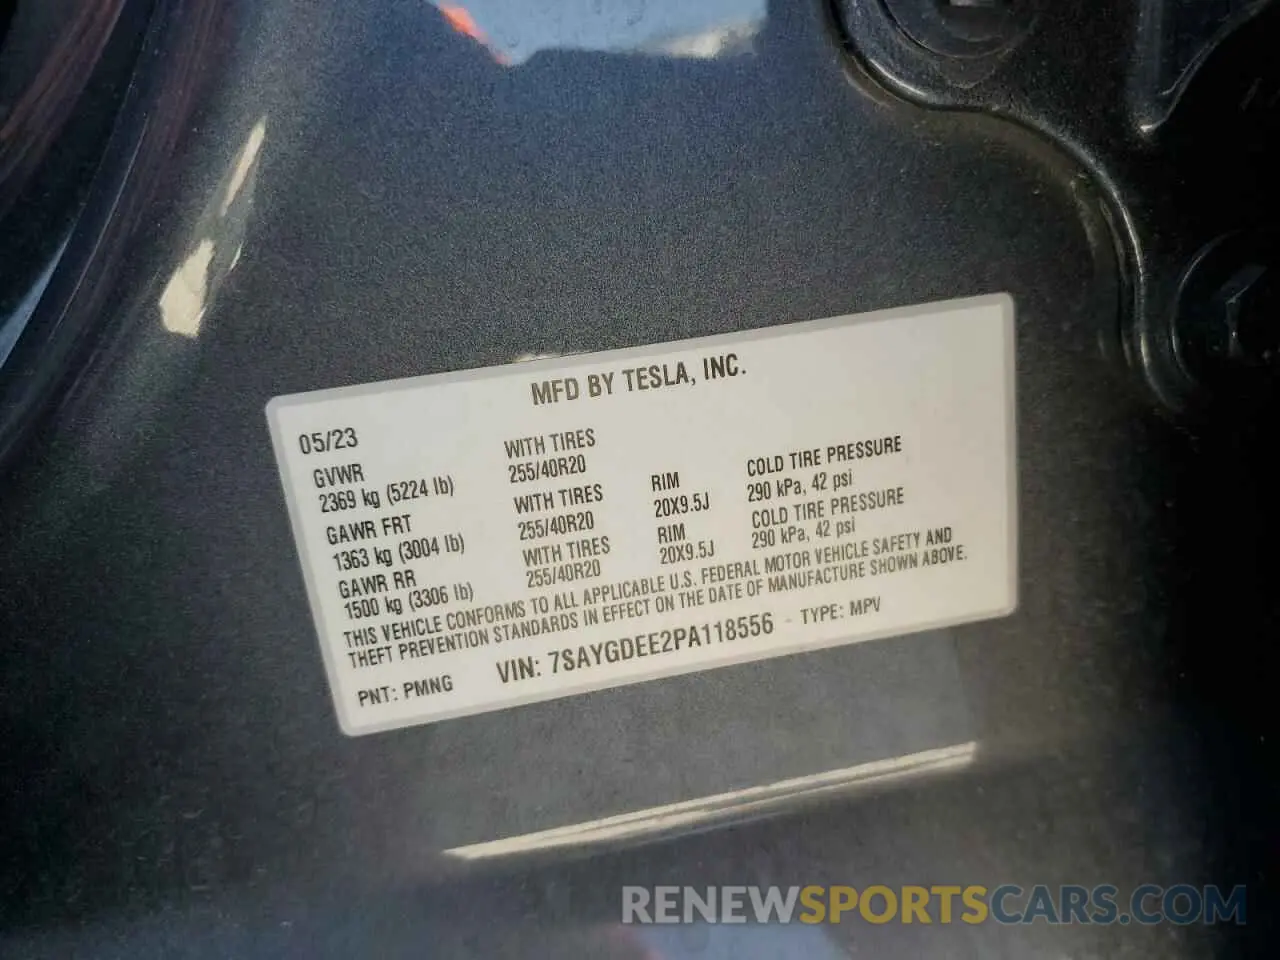 MFD BY TESLA, INC.
05/23
GVWR WITH TIRES
2369 kg (5224 lb) 255/40R20
GAWR FRT WITH TIRES RIM COLD TIRE PRESSURE
1363 kg (3004 lb) 255/40R20 20X9.5J 290 kPa, 42 psi
GAWR RR WITH TIRES RIM COLD TIRE PRESSURE
1500 kg (3306 lb) 255/40R20 20X9.5J 290 kPa, 42 psi
THIS VEHICLE CONFORMS TO ALL APPLICABLE U.S. FEDERAL MOTOR VEHICLE SAFETY AND
THEFT PREVENTION STANDARDS IN EFFECT ON THE DATE OF MANUFACTURE SHOWN ABOVE.
PNT: PMNG VIN: 7SAYGDEE2PA118556 TYPE: MPV
RENEWSPORTSCARS.COM